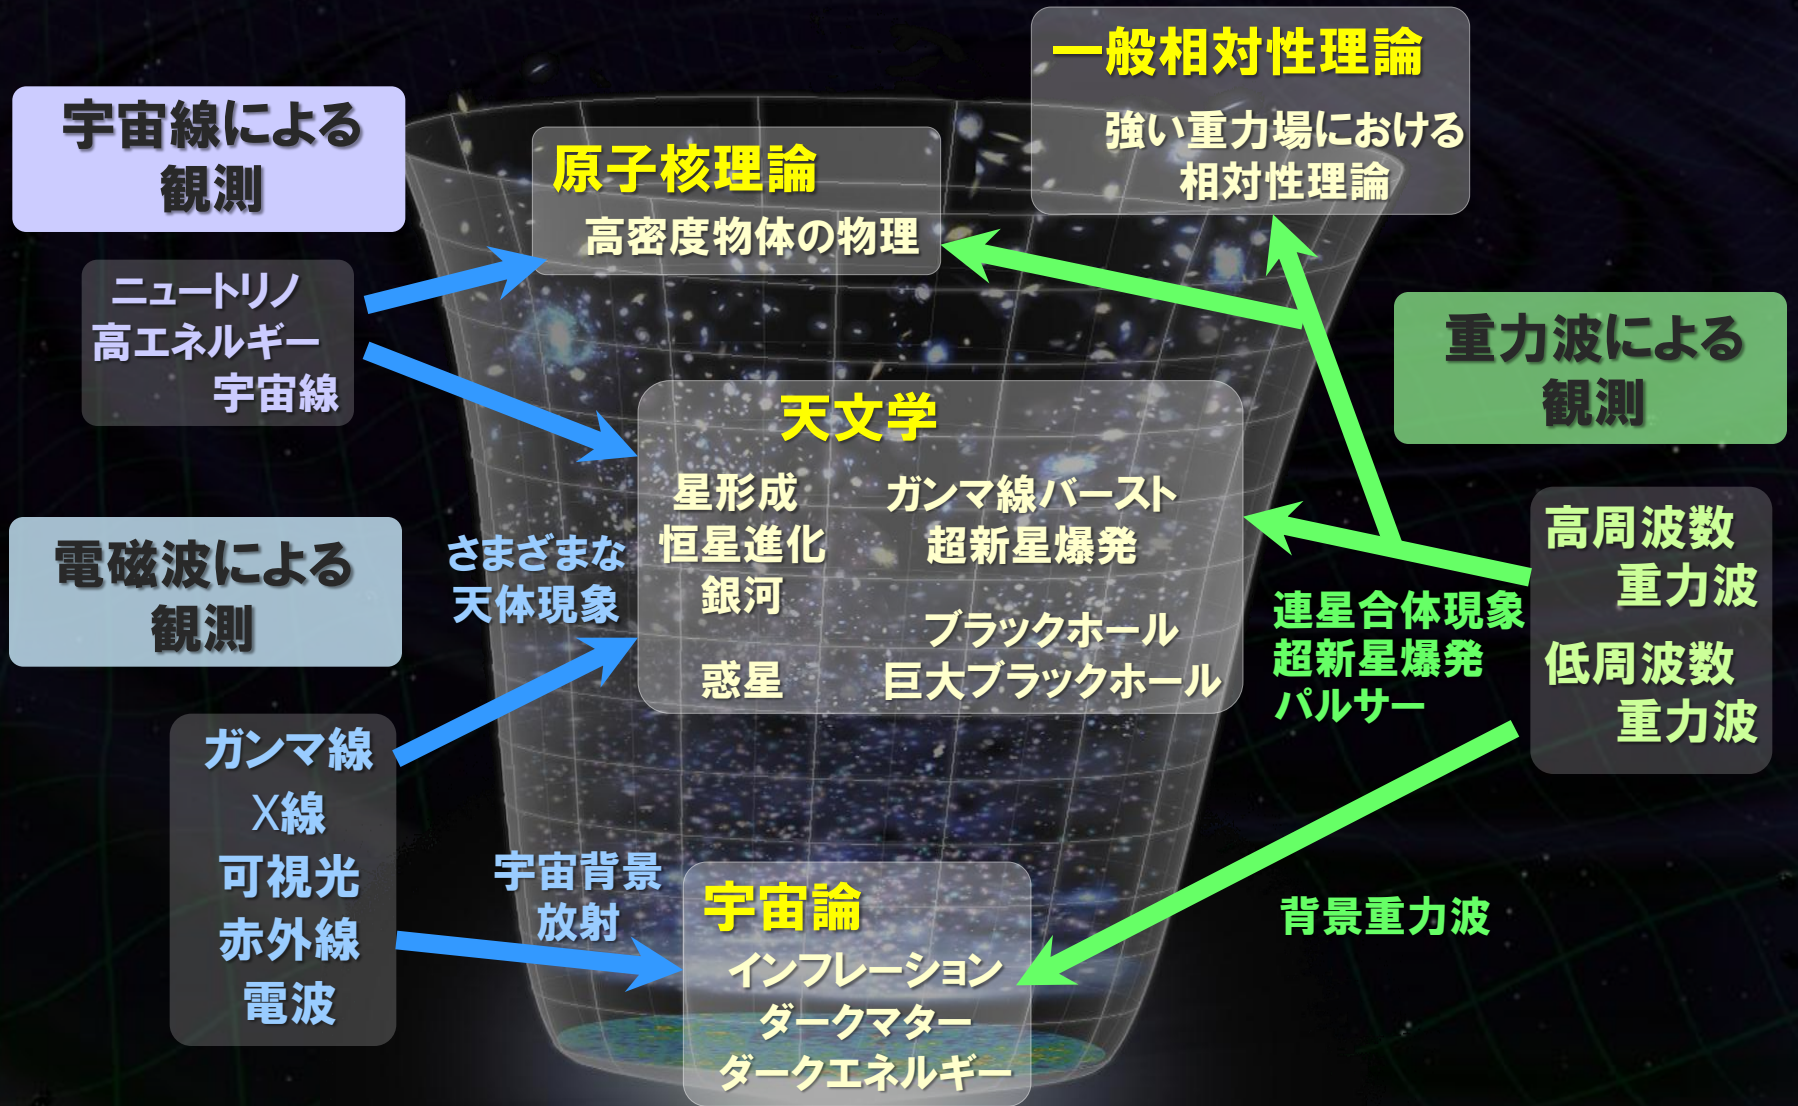 一般相対性理論
強い重力場における
相対性理論
宇宙線による
観測
原子核理論
高密度物体の物理
ニュートリノ
高エネルギー
宇宙線
重力波による
観測
天文学
星形成
恒星進化
銀河
惑星
ガンマ線バースト
超新星爆発
ブラックホール
巨大ブラックホール
電磁波による
観測
さまざまな
天体現象
高周波数
重力波
低周波数
重力波
連星合体現象
超新星爆発
パルサー
ガンマ線
X線
可視光
赤外線
電波
宇宙背景
放射
宇宙論
インフレーション
ダークマター
ダークエネルギー
背景重力波